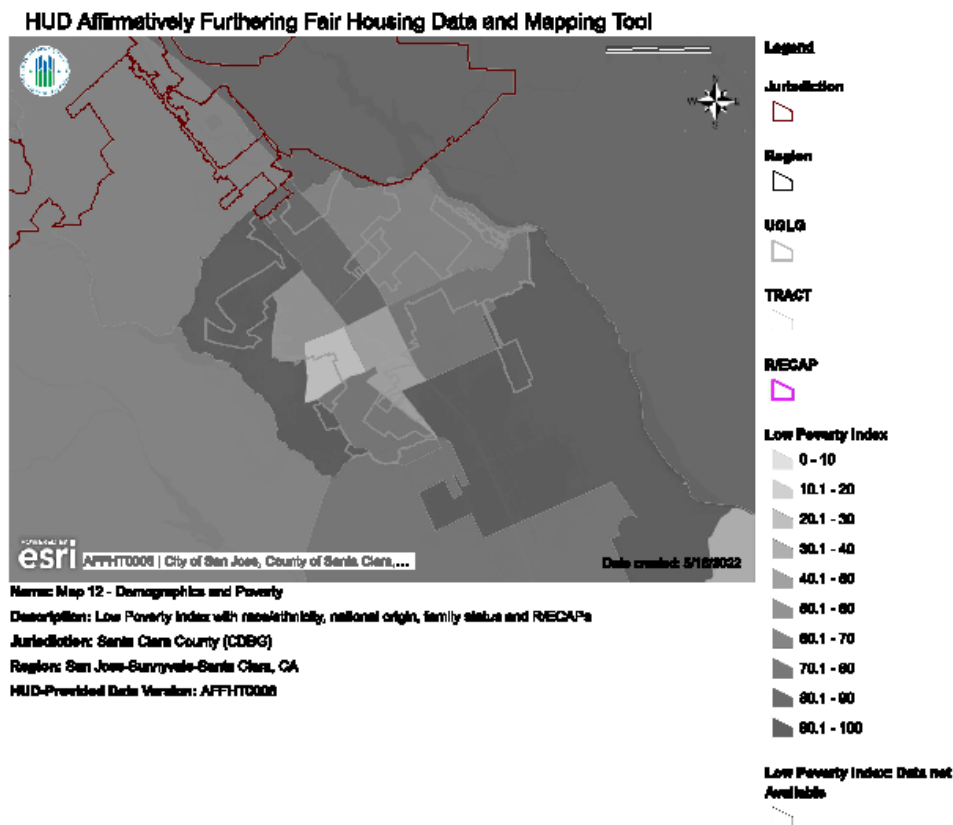 HUD Affirmatively Furthering Fair Housing Data and Mapping Tool
Legend
Jurisdiction
Region
UGLG
TRACT
R/ECAP
Low Poverty Index
0 - 10
10.1 - 20
20.1 - 30
30.1 - 40
40.1 - 50
50.1 - 60
60.1 - 70
70.1 - 80
80.1 - 90
90.1 - 100
Low Poverty Index: Data not
Available
N
W E
S
POWERED BY
esri
AFFHT0006 | City of San Jose, County of Santa Clara,...
Date created: 5/18/2022
Name: Map 12 - Demographics and Poverty
Description: Low Poverty Index with race/ethnicity, national origin, family status and R/ECAPs
Jurisdiction: Santa Clara County (CDBG)
Region: San Jose-Sunnyvale-Santa Clara, CA
HUD-Provided Data Version: AFFHT0006